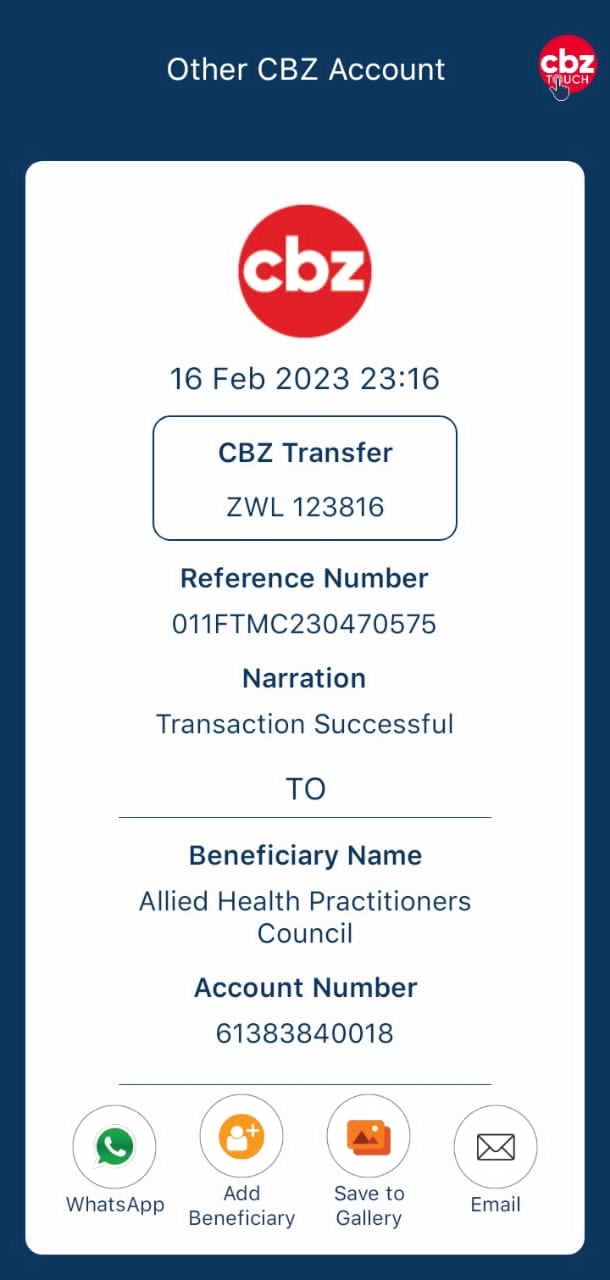 Other CBZ Account
cbz
TOUCH
cbz
16 Feb 2023 23:16
CBZ Transfer
ZWL 123816
Reference Number
011FTMC230470575
Narration
Transaction Successful
TO
Beneficiary Name
Allied Health Practitioners
Council
Account Number
61383840018
WhatsApp
Add
Beneficiary
Save to
Gallery
Email